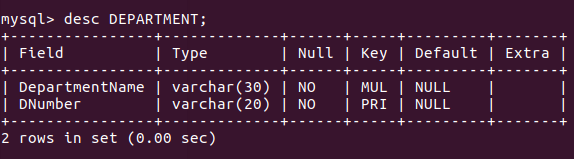 mysql> desc DEPARTMENT;
+----------------+-------------+------+-----+---------+-------+
| Field          | Type        | Null | Key | Default | Extra |
+----------------+-------------+------+-----+---------+-------+
| DepartmentName | varchar(30) | NO   | MUL | NULL    |       |
| DNumber        | varchar(20) | NO   | PRI | NULL    |       |
+----------------+-------------+------+-----+---------+-------+
2 rows in set (0.00 sec)